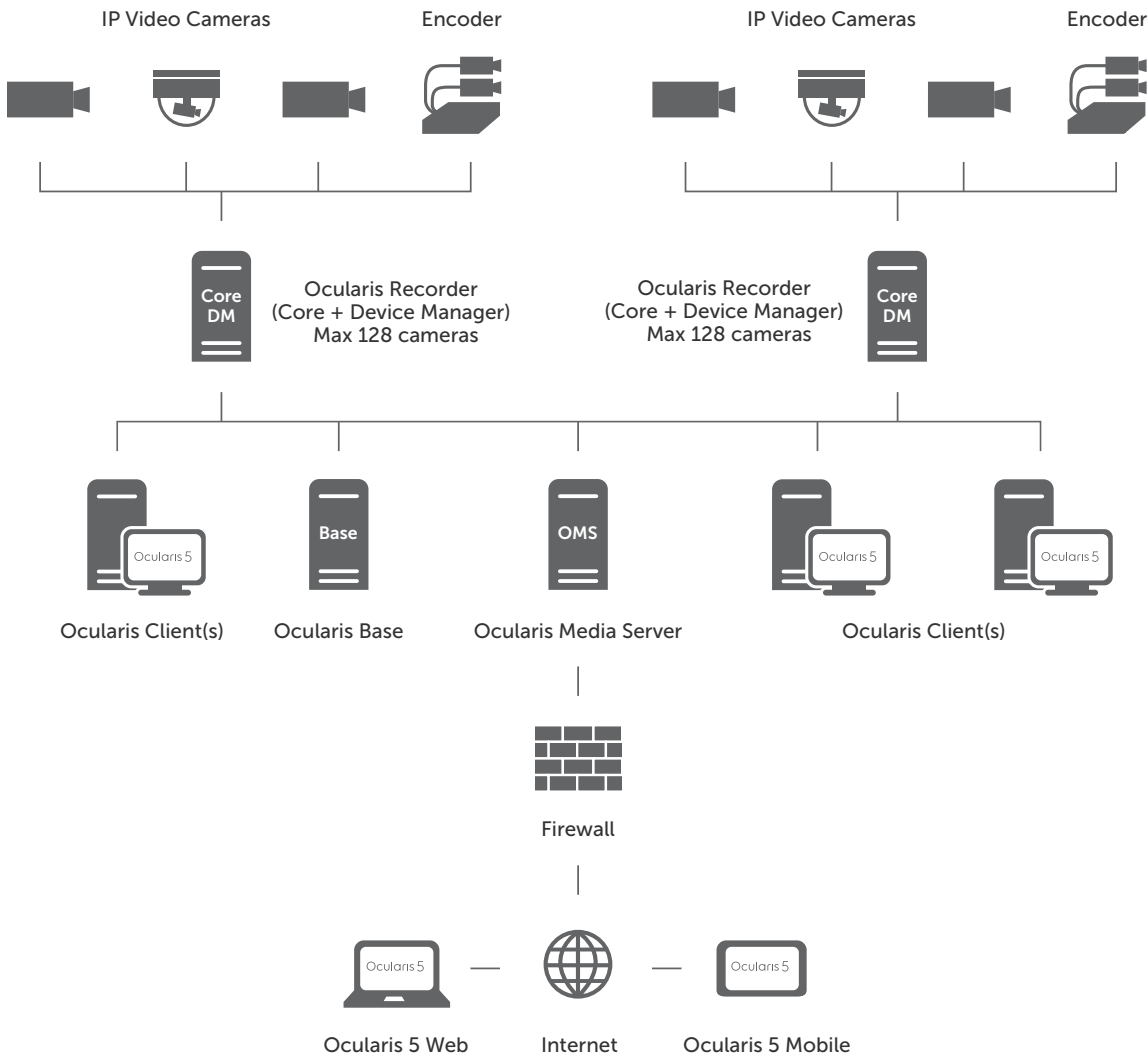 IP Video Cameras
Encoder
IP Video Cameras
Encoder
Core
DM
Ocularis Recorder
(Core + Device Manager)
Max 128 cameras
Ocularis Recorder
(Core + Device Manager)
Max 128 cameras
Core
DM
Ocularis 5
Base
OMS
Ocularis 5
Ocularis 5
Ocularis Client(s)
Ocularis Base
Ocularis Media Server
Ocularis Client(s)
Firewall
Ocularis 5
Ocularis 5
Ocularis 5 Web
Internet
Ocularis 5 Mobile